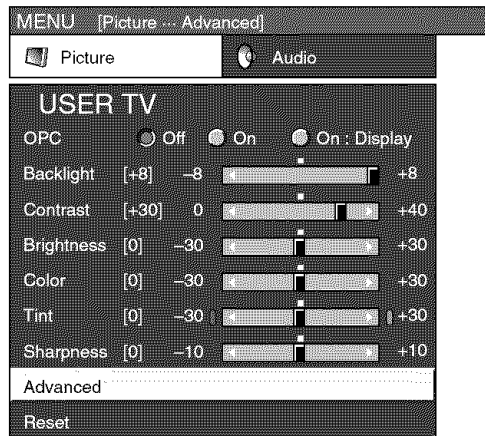 MENU [Picture ... Advanced]
Picture Audio
USER TV
OPC Off On On : Display
Backlight [+8] –8 +8
Contrast [+30] 0 +40
Brightness [0] –30 +30
Color [0] –30 +30
Tint [0] –30 +30
Sharpness [0] –10 +10
Advanced
Reset